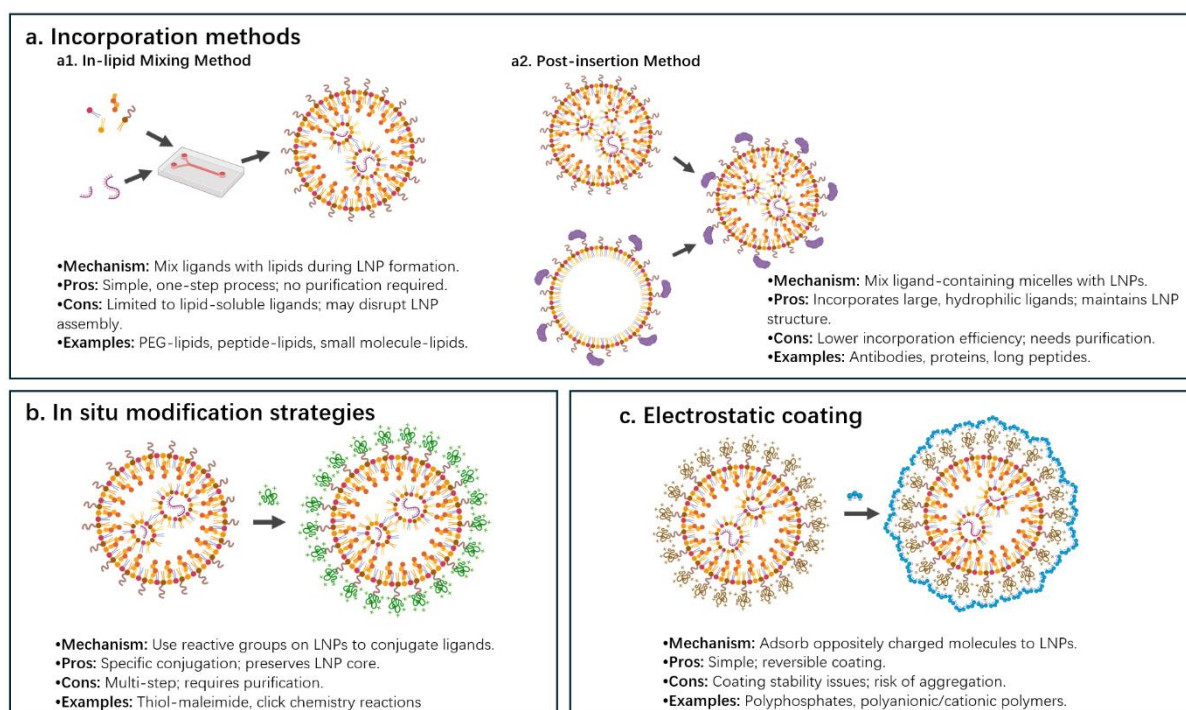 a. Incorporation methods
a1. In-lipid Mixing Method
a2. Post-insertion Method
•Mechanism: Mix ligands with lipids during LNP formation.
•Pros: Simple, one-step process; no purification required.
•Cons: Limited to lipid-soluble ligands; may disrupt LNP
assembly.
•Examples: PEG-lipids, peptide-lipids, small molecule-lipids.
•Mechanism: Mix ligand-containing micelles with LNPs.
•Pros: Incorporates large, hydrophilic ligands; maintains LNP
structure.
•Cons: Lower incorporation efficiency; needs purification.
•Examples: Antibodies, proteins, long peptides.
b. In situ modification strategies
•Mechanism: Use reactive groups on LNPs to conjugate ligands.
•Pros: Specific conjugation; preserves LNP core.
•Cons: Multi-step; requires purification.
•Examples: Thiol-maleimide, click chemistry reactions
c. Electrostatic coating
•Mechanism: Adsorb oppositely charged molecules to LNPs.
•Pros: Simple; reversible coating.
•Cons: Coating stability issues; risk of aggregation.
•Examples: Polyphosphates, polyanionic/cationic polymers.